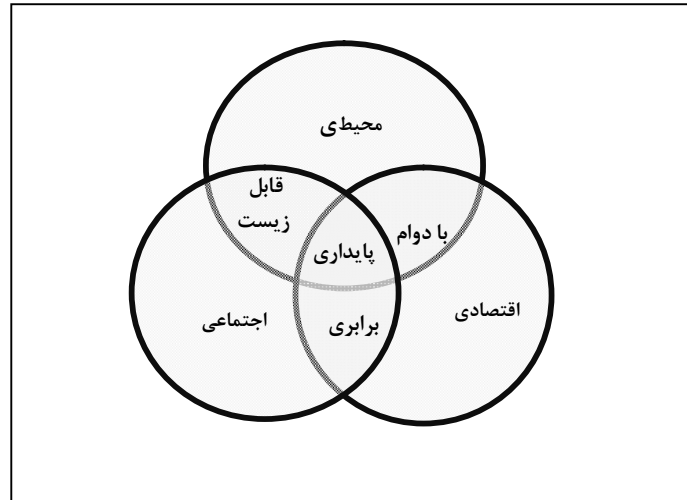 محیطی
قابل
زیست
با دوام
پایداری
اقتصادی
اجتماعی
برابری